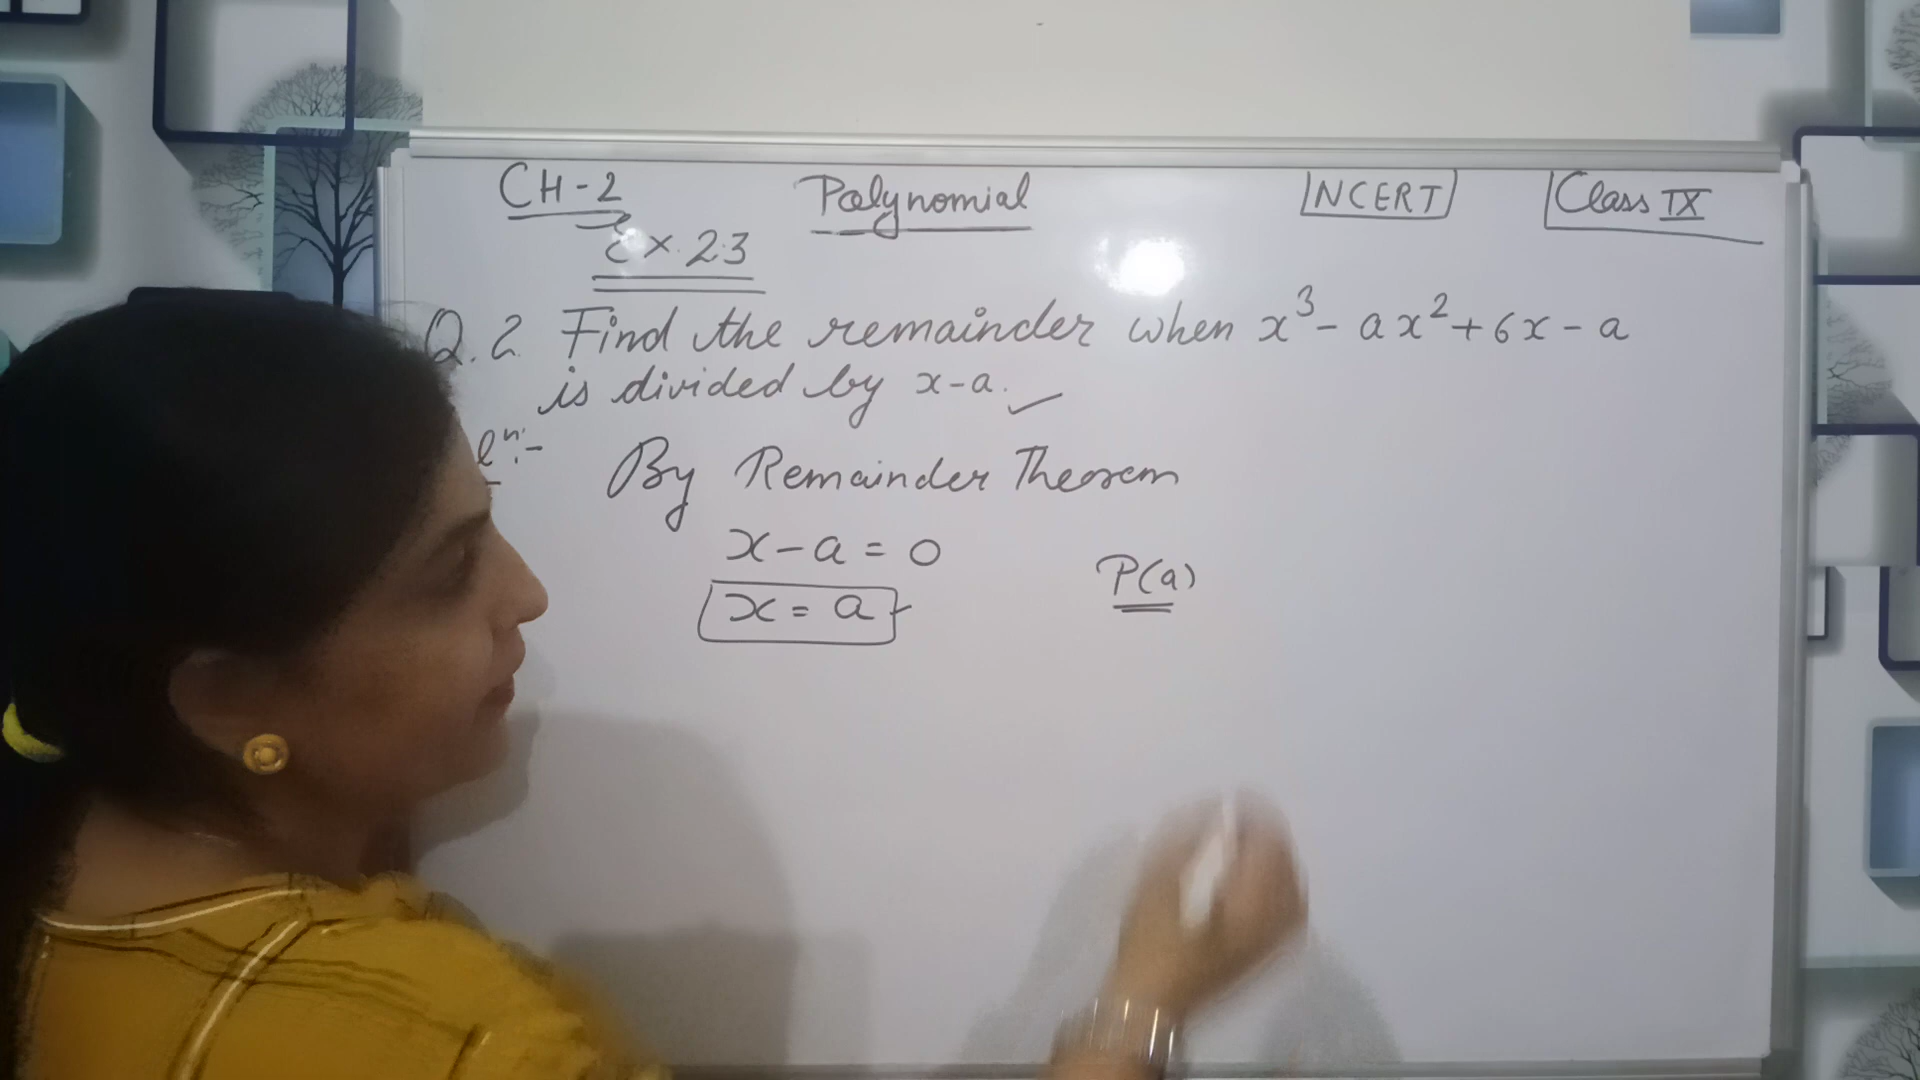 CH-2 Polynomial NCERT Class IX
Ex. 2.3
Q.2. Find the remainder when x³ - ax² + 6x - a
is divided by x-a.
lⁿ:-
By Remainder Theorem
x - a = 0
x = a
P(a)